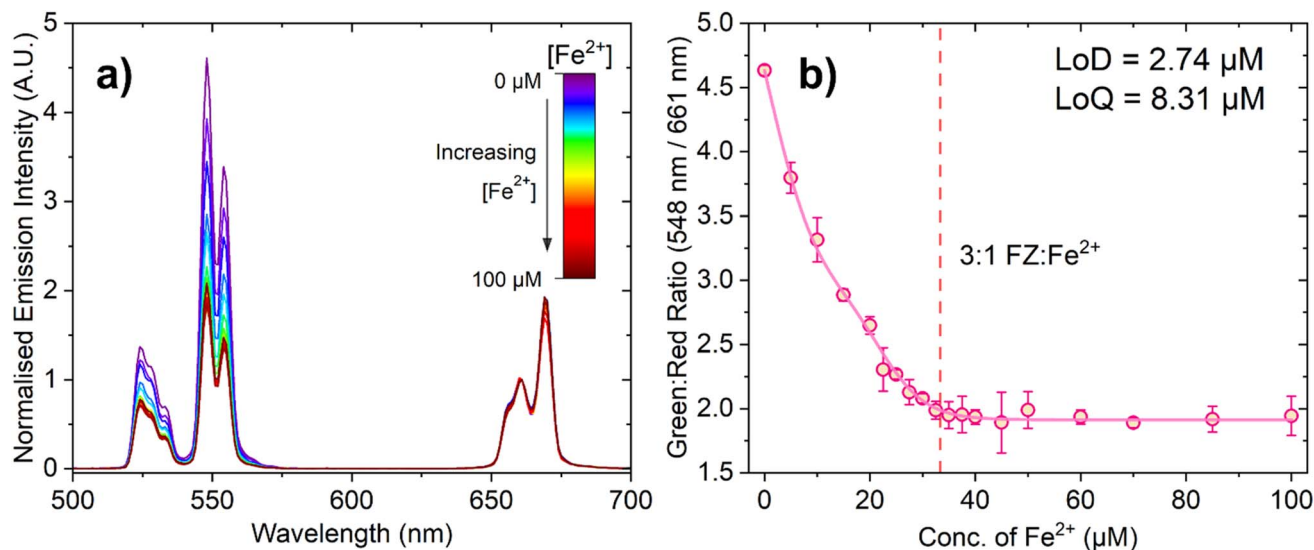 a)
Normalised Emission Intensity (A.U.)
5
4
3
2
1
0
500
550
600
650
700
Wavelength (nm)
[Fe²⁺]
0 μM
Increasing
[Fe²⁺]
100 μM
b)
Green:Red Ratio (548 nm / 661 nm)
5.0
4.5
4.0
3.5
3.0
2.5
2.0
1.5
0
20
40
60
80
100
Conc. of Fe²⁺ (μM)
LoD = 2.74 μM
LoQ = 8.31 μM
3:1 FZ:Fe²⁺